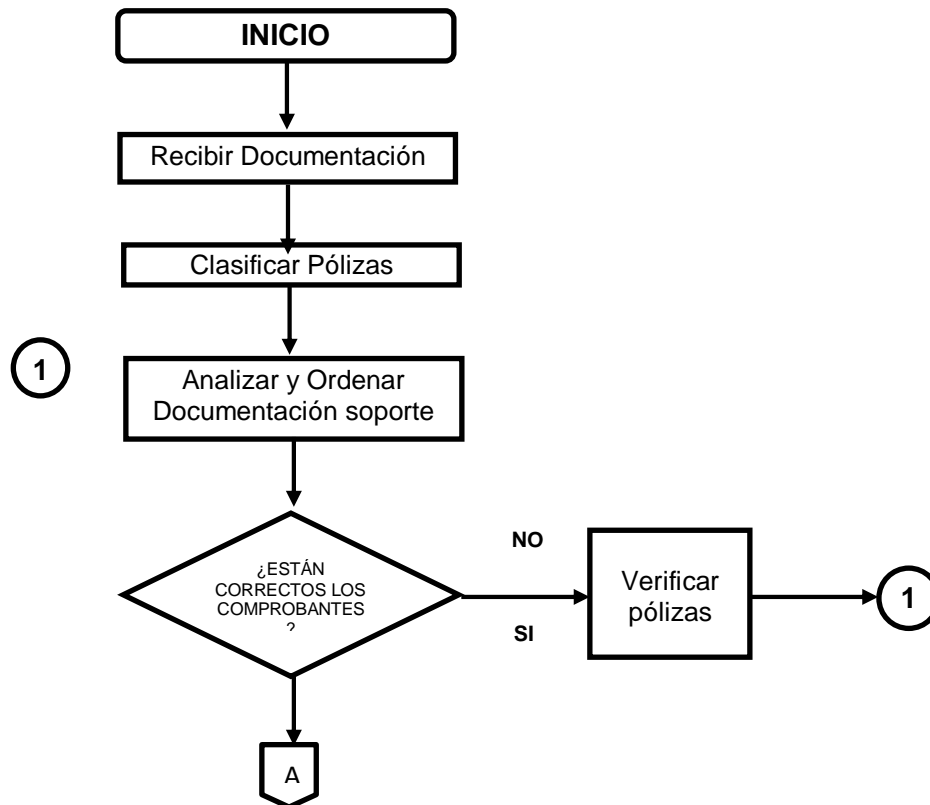 INICIO
Recibir Documentación
Clasificar Pólizas
1
Analizar y Ordenar
Documentación soporte
¿ESTÁN
CORRECTOS LOS
COMPROBANTES
?
NO
SI
Verificar
pólizas
1
A